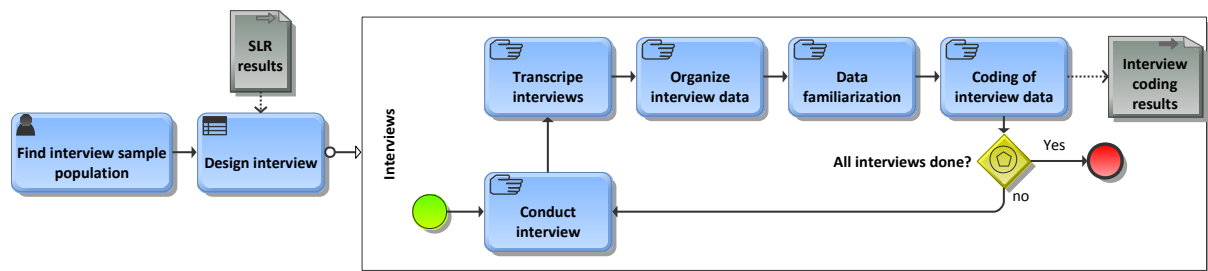 SLR
results
Find interview sample
population
Design interview
Interviews
Transcripe
interviews
Organize
interview data
Data
familiarization
Coding of
interview data
Interview
coding
results
All interviews done?
Yes
no
Conduct
interview